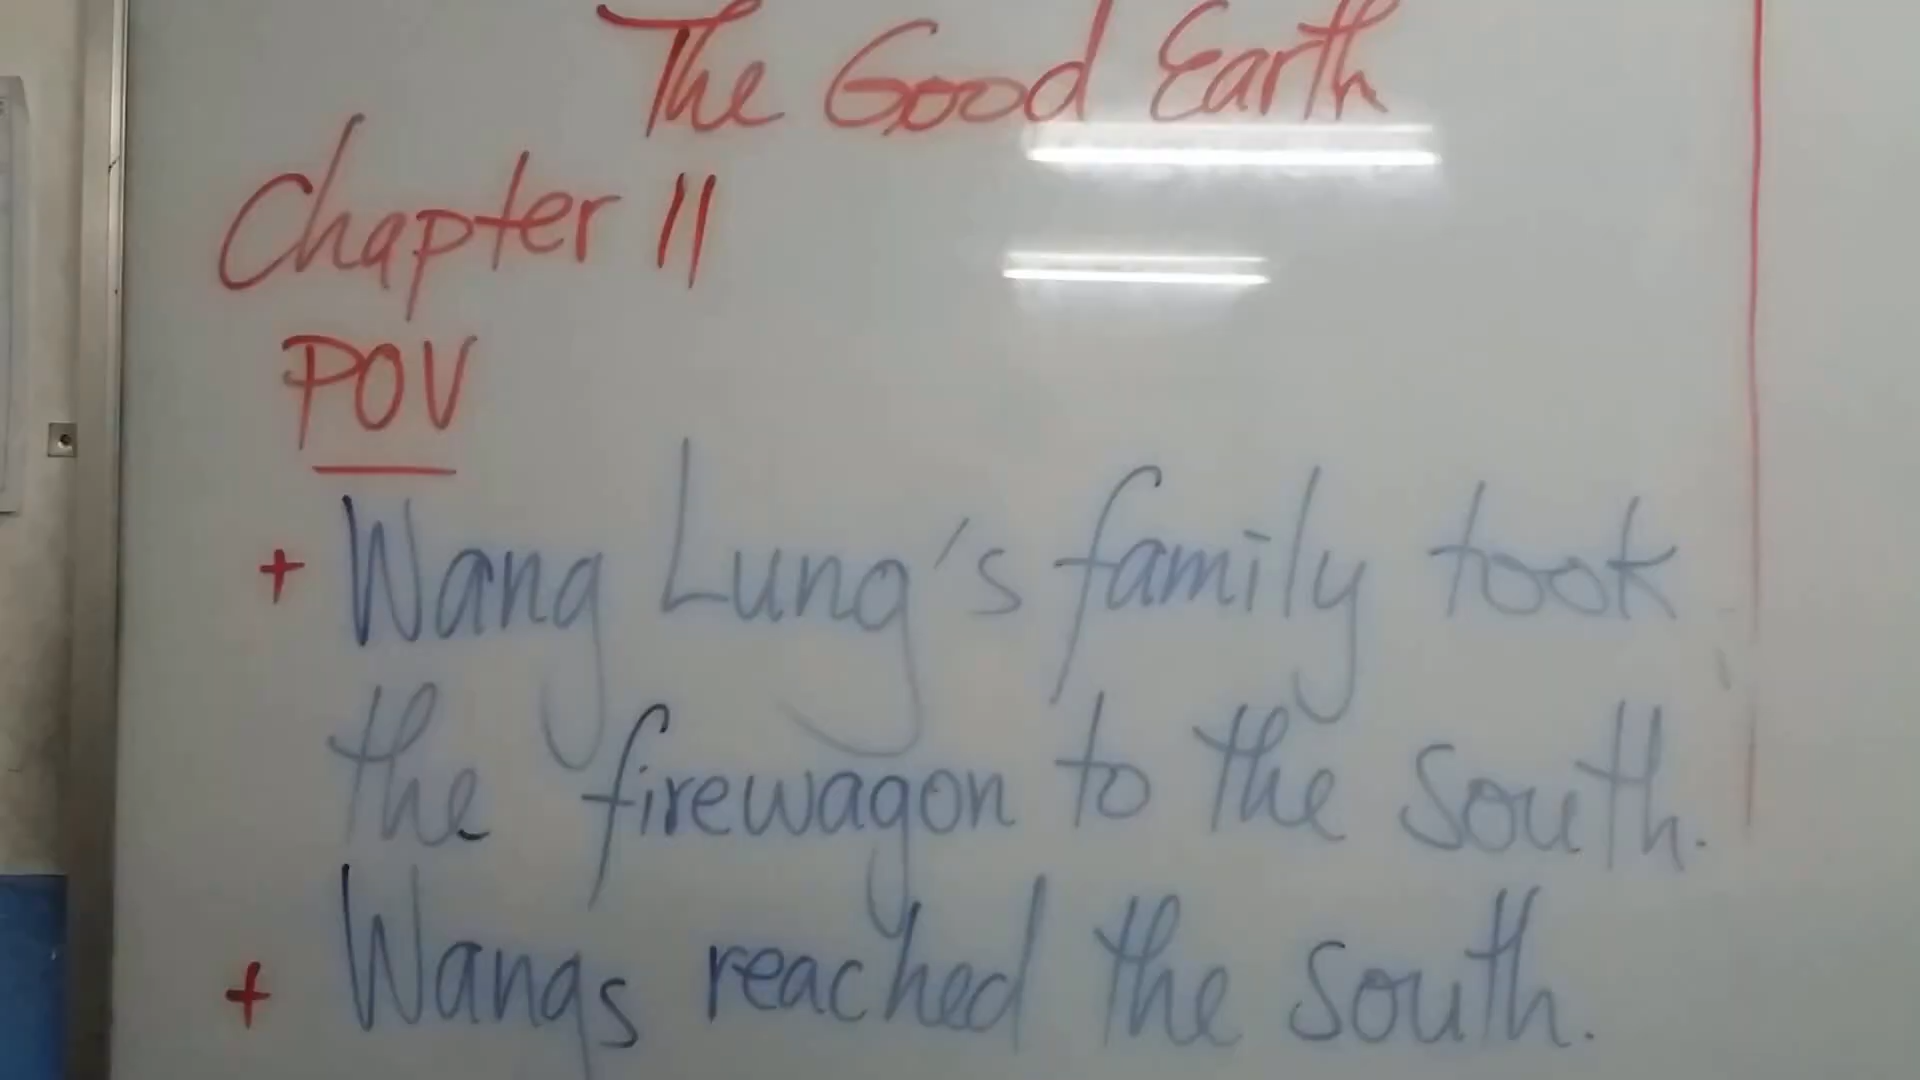 The Good Earth
Chapter 11
POV
+ Wang Lung's family took
the firewagon to the south.
+ Wangs reached the south.